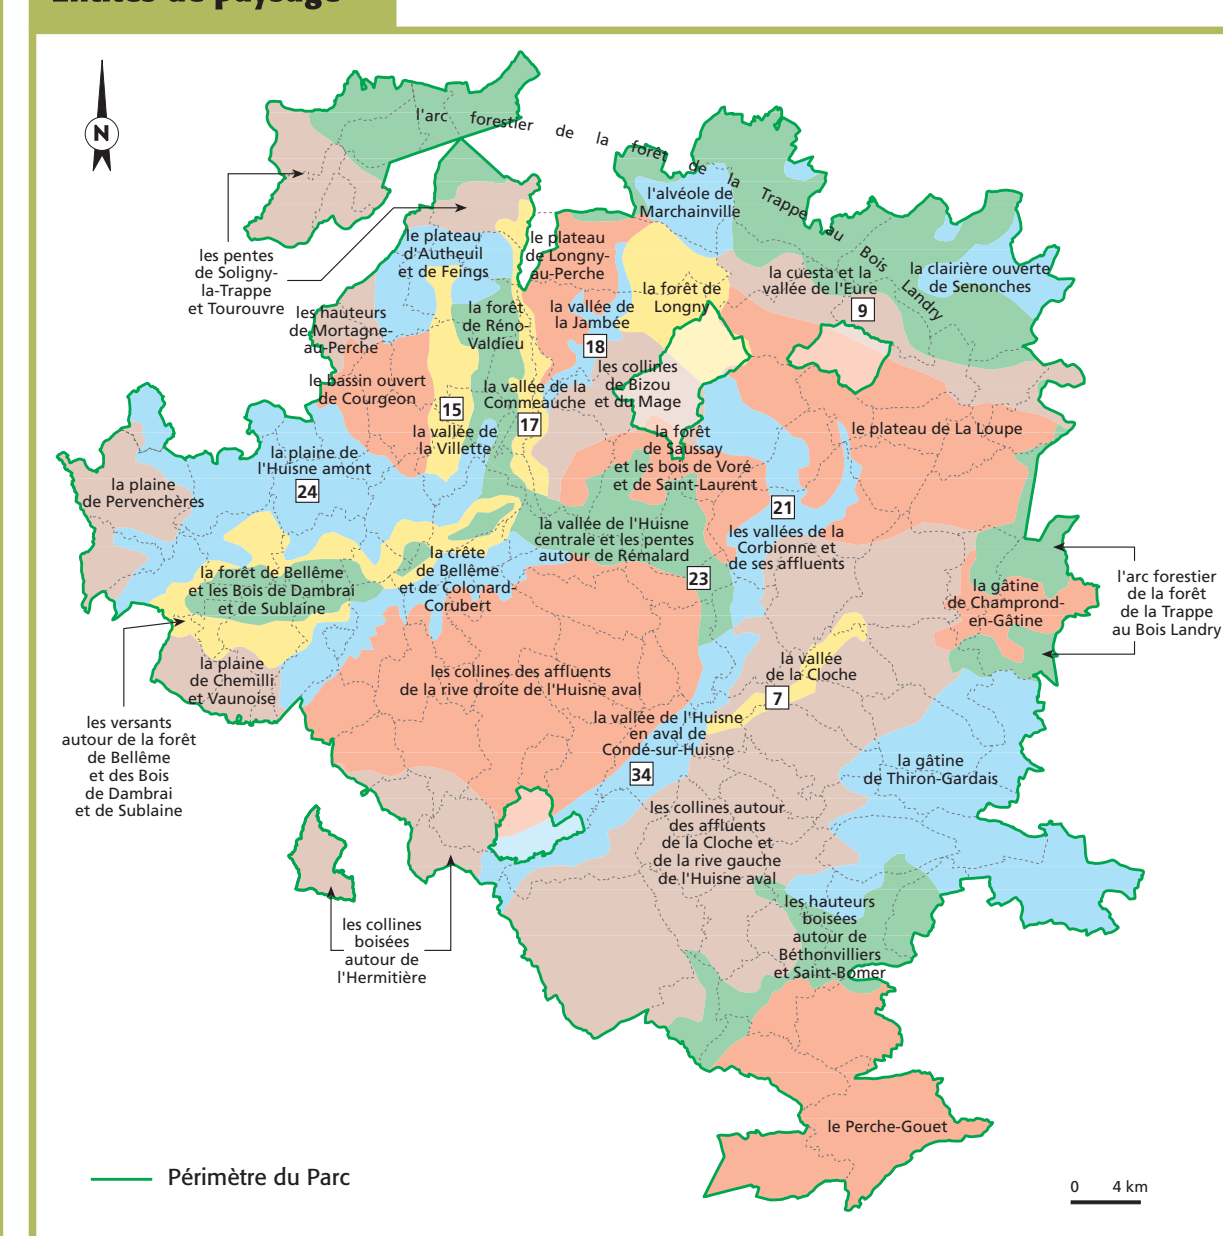 Entités de paysage
N
l'arc forestier de la forêt de la Trappe au Bois Landry
l'alvéole de
Marchainville
les pentes
de Soligny-
la-Trappe
et Tourouvre
le plateau
d'Autheuil
et de Feings
le plateau
de Longny-
au-Perche
la forêt de
Longny
la cuesta et la
vallée de l'Eure
9
la clairière ouverte
de Senonches
les hauteurs
de Mortagne-
au-Perche
la forêt
de Réno-
Valdieu
la vallée de
la Jambée
18
les collines
de Bizou
et du Mage
le bassin ouvert
de Courgeon
15
la vallée de
la Villette
la vallée de la
Commeauche
17
la forêt
de Saussay
et les bois de Voré
et de Saint-Laurent
le plateau de La Loupe
la plaine de
l'Huisne amont
24
la plaine
de Pervenchères
21
les vallées de la
Corbionne et
de ses affluents
la vallée de l'Huisne
centrale et les pentes
autour de Rémalard
23
la crête
de Bellême
et de Colonard-
Corubert
la forêt de Bellême
et les Bois de Dambrai
et de Sublaine
la gâtine
de Champrond-
en-Gâtine
l'arc forestier
de la forêt
de la Trappe
au Bois Landry
la plaine
de Chemilli
et Vaunoise
les collines des affluents
de la rive droite de l'Huisne aval
la vallée
de la Cloche
7
les versants
autour de la forêt
de Bellême
et des Bois
de Dambrai
et de Sublaine
la vallée de l'Huisne
en aval de
Condé-sur-Huisne
34
la gâtine
de Thiron-Gardais
les collines autour
des affluents
de la Cloche et
de la rive gauche
de l'Huisne aval
les collines
boisées
autour de
l'Hermitière
les hauteurs
boisées
autour de
Béthonvilliers
et Saint-Bomer
le Perche-Gouet
Périmètre du Parc
0 4 km